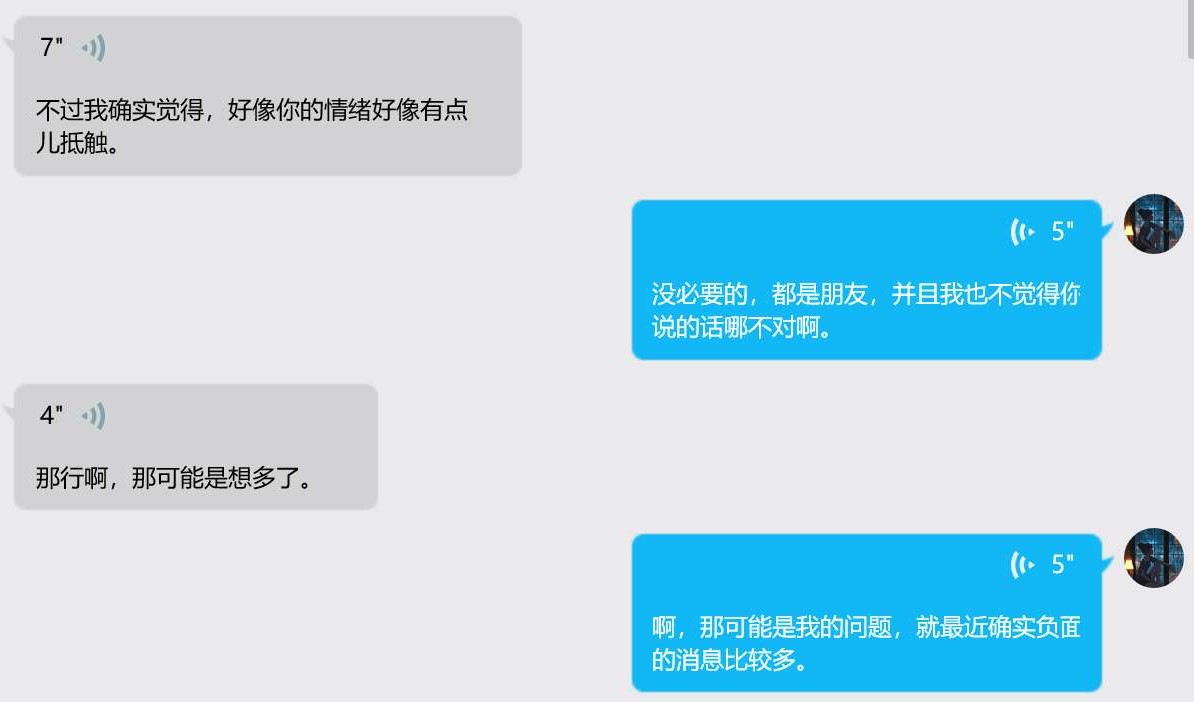 7"
不过我确实觉得，好像你的情绪好像有点
儿抵触。
5"
没必要的，都是朋友，并且我也不觉得你
说的话哪不对啊。
4"
那行啊，那可能是想多了。
5"
啊，那可能是我的问题，就最近确实负面
的消息比较多。